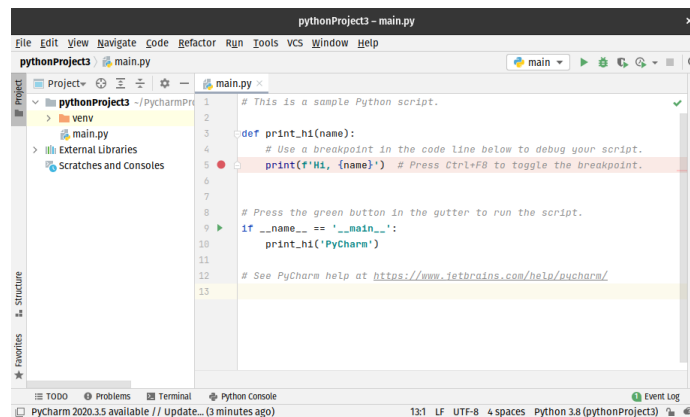 pythonProject3 – main.py
File Edit View Navigate Code Refactor Run Tools VCS Window Help
pythonProject3 main.py main
Project
Project
main.py
pythonProject3 ~/PycharmPr
venv
main.py
External Libraries
Scratches and Consoles
1 # This is a sample Python script.
2
3 def print_hi(name):
4 # Use a breakpoint in the code line below to debug your script.
5 print(f'Hi, {name}') # Press Ctrl+F8 to toggle the breakpoint.
6
7
8 # Press the green button in the gutter to run the script.
9 if __name__ == '__main__':
10 print_hi('PyCharm')
11
12 # See PyCharm help at https://www.jetbrains.com/help/pycharm/
13
Structure
Favorites
TODO Problems Terminal Python Console 1 Event Log
PyCharm 2020.3.5 available // Update... (3 minutes ago) 13:1 LF UTF-8 4 spaces Python 3.8 (pythonProject3)